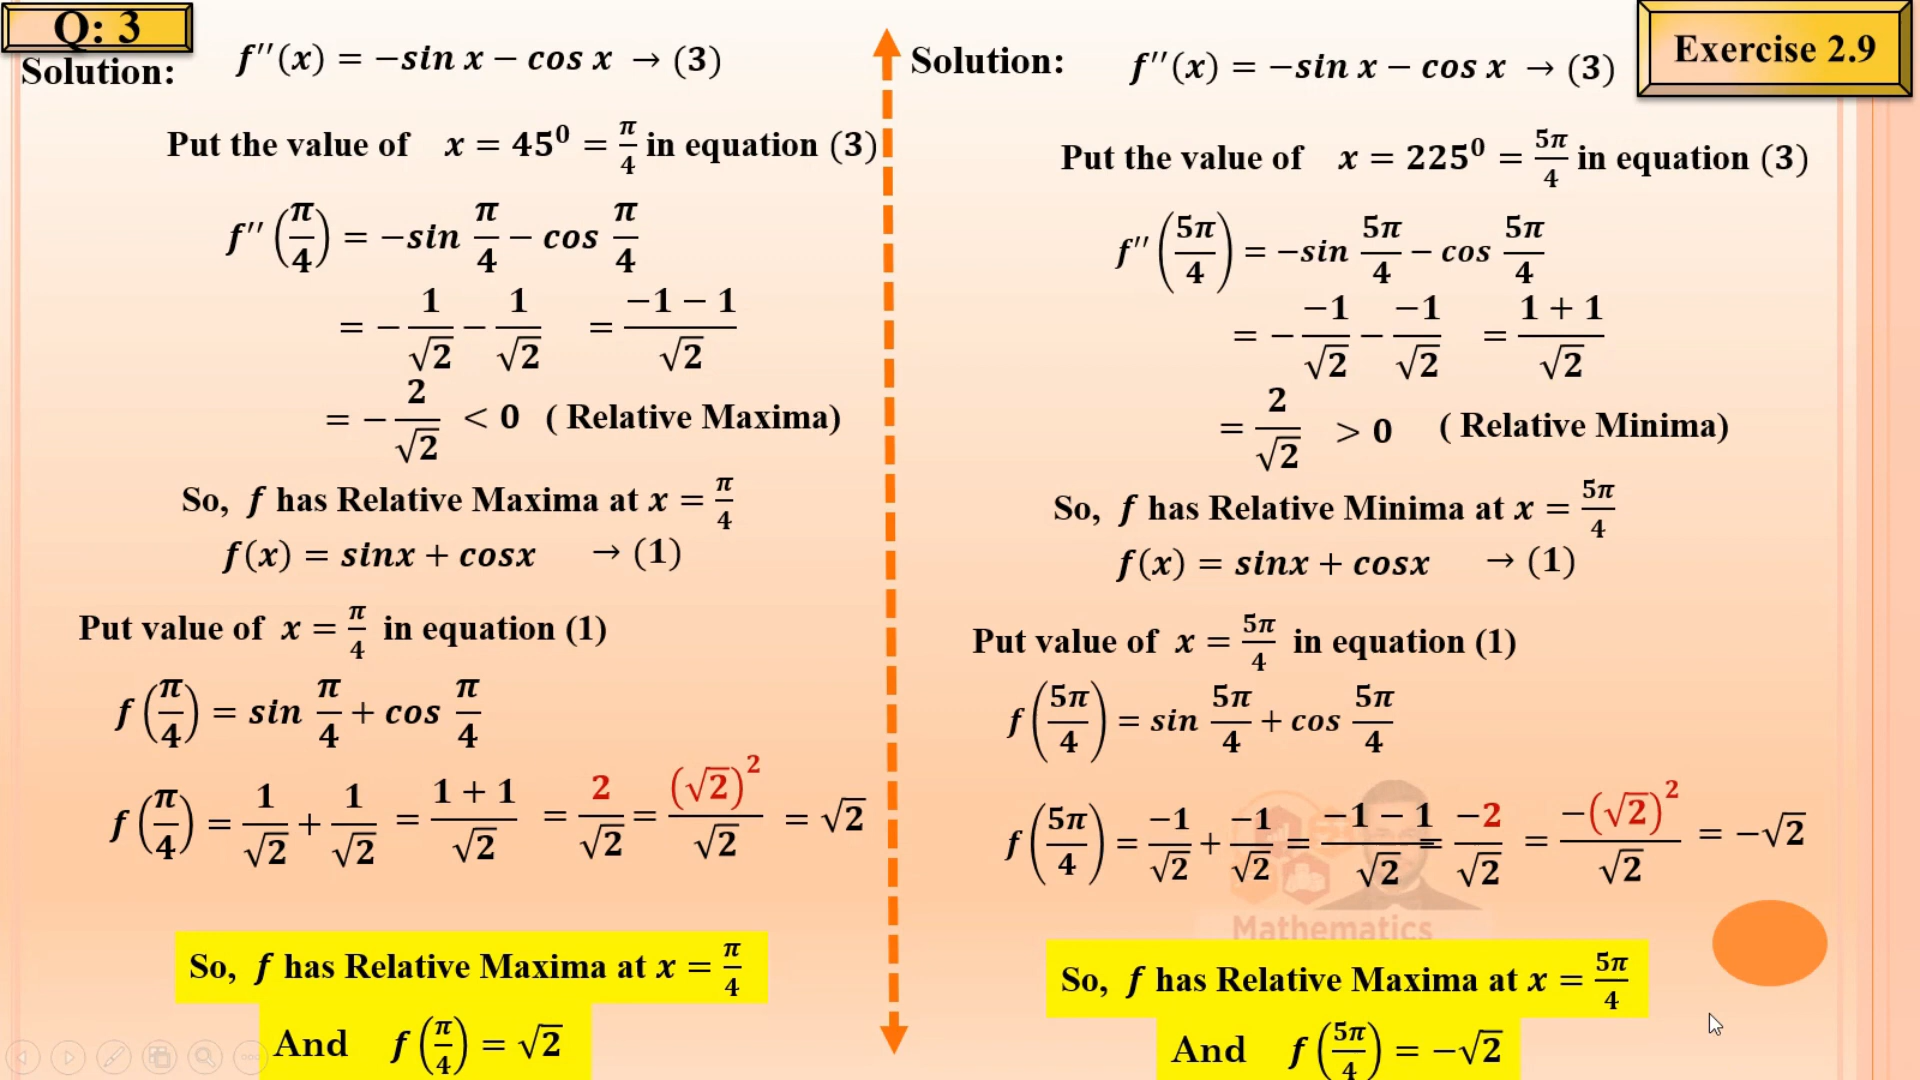 Q: 3
Exercise 2.9
Solution: f′′(x) = −sin x − cos x → (3)
Put the value of x = 45⁰ = π/4 in equation (3)
f′′(π/4) = −sin π/4 − cos π/4
= − 1/√2 − 1/√2 = (−1 − 1)/√2
= − 2/√2 < 0 ( Relative Maxima)
So, f has Relative Maxima at x = π/4
f(x) = sinx + cosx → (1)
Put value of x = π/4 in equation (1)
f(π/4) = sin π/4 + cos π/4
f(π/4) = 1/√2 + 1/√2 = (1 + 1)/√2 = 2/√2 = (√2)²/√2 = √2
So, f has Relative Maxima at x = π/4
And f(π/4) = √2
Solution: f′′(x) = −sin x − cos x → (3)
Put the value of x = 225⁰ = 5π/4 in equation (3)
f′′(5π/4) = −sin 5π/4 − cos 5π/4
= − −1/√2 − −1/√2 = (1 + 1)/√2
= 2/√2 > 0 ( Relative Minima)
So, f has Relative Minima at x = 5π/4
f(x) = sinx + cosx → (1)
Put value of x = 5π/4 in equation (1)
f(5π/4) = sin 5π/4 + cos 5π/4
f(5π/4) = −1/√2 + −1/√2 = (−1 − 1)/√2 = −2/√2 = −(√2)²/√2 = −√2
Mathematics
So, f has Relative Maxima at x = 5π/4
And f(5π/4) = −√2